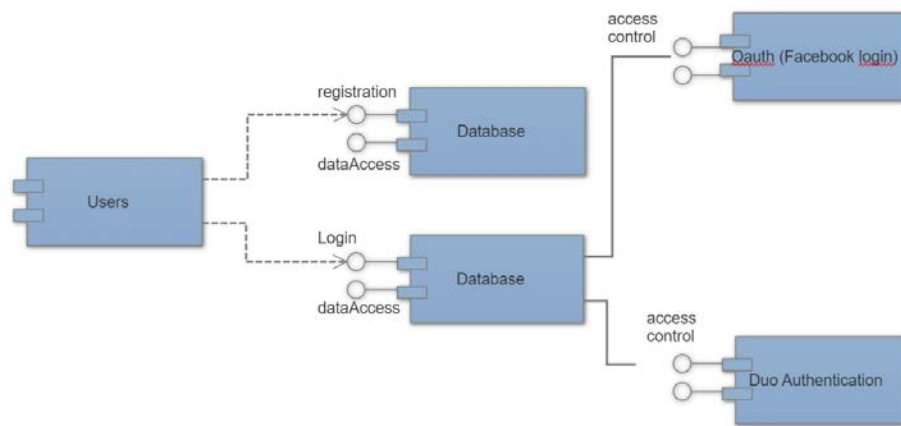 access
control
Oauth (Facebook login)
registration
Database
dataAccess
Users
Login
Database
dataAccess
access
control
Duo Authentication